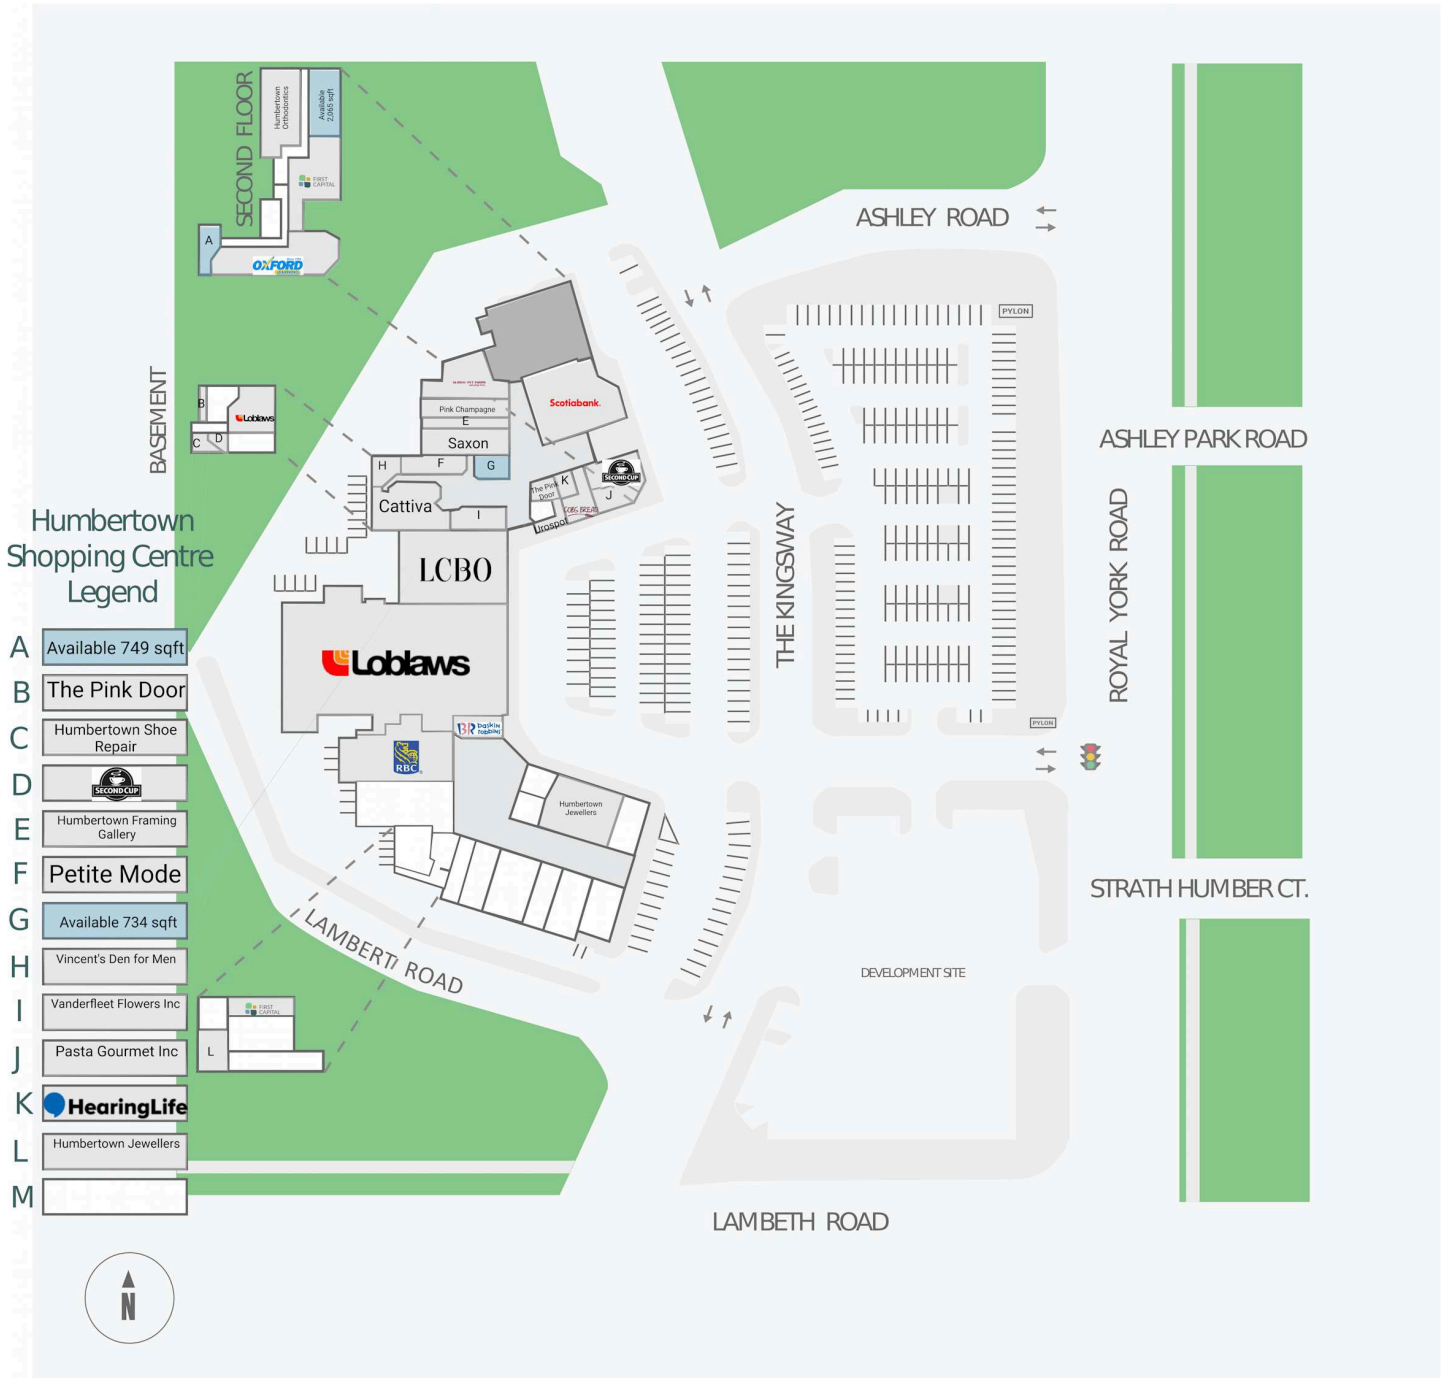 SECOND FLOOR
Humbertown
Orthodontics
Available
2,065 sqft
FIRST
CAPITAL
A
OXFORD
LEARNING
ASHLEY ROAD
PYLON
BASEMENT
B
Loblaws
C
D
Pink Champagne
E
Saxon
Scotiabank.
H
F
G
Cattiva
I
The Pink
Door
K
SECOND CUP
J
COBS BREAD
Urospot
LCBO
Loblaws
BR baskin
robbins
RBC
Humbertown
Jewellers
THE KINGSWAY
ASHLEY PARK ROAD
ROYAL YORK ROAD
PYLON
STRATH HUMBER CT.
DEVELOPMENT SITE
LAMBERT ROAD
FIRST
CAPITAL
L
LAMBETH ROAD
Humbertown
Shopping Centre
Legend
A Available 749 sqft
B The Pink Door
C Humbertown Shoe
Repair
D SECOND CUP
E Humbertown Framing
Gallery
F Petite Mode
G Available 734 sqft
H Vincent's Den for Men
I Vanderfleet Flowers Inc
J Pasta Gourmet Inc
K HearingLife
L Humbertown Jewellers
M
N